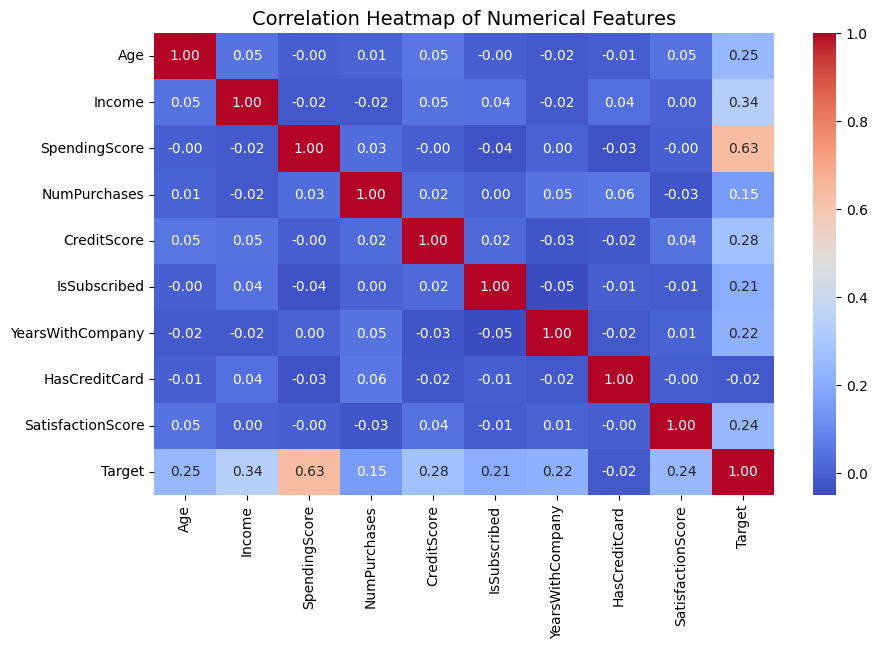 Correlation Heatmap of Numerical Features
Age 1.00 0.05 -0.00 0.01 0.05 -0.00 -0.02 -0.01 0.05 0.25
Income 0.05 1.00 -0.02 -0.02 0.05 0.04 -0.02 0.04 0.00 0.34
SpendingScore -0.00 -0.02 1.00 0.03 -0.00 -0.04 0.00 -0.03 -0.00 0.63
NumPurchases 0.01 -0.02 0.03 1.00 0.02 0.00 0.05 0.06 -0.03 0.15
CreditScore 0.05 0.05 -0.00 0.02 1.00 0.02 -0.03 -0.02 0.04 0.28
IsSubscribed -0.00 0.04 -0.04 0.00 0.02 1.00 -0.05 -0.01 -0.01 0.21
YearsWithCompany -0.02 -0.02 0.00 0.05 -0.03 -0.05 1.00 -0.02 0.01 0.22
HasCreditCard -0.01 0.04 -0.03 0.06 -0.02 -0.01 -0.02 1.00 -0.00 -0.02
SatisfactionScore 0.05 0.00 -0.00 -0.03 0.04 -0.01 0.01 -0.00 1.00 0.24
Target 0.25 0.34 0.63 0.15 0.28 0.21 0.22 -0.02 0.24 1.00
Age
Income
SpendingScore
NumPurchases
CreditScore
IsSubscribed
YearsWithCompany
HasCreditCard
SatisfactionScore
Target
1.0
0.8
0.6
0.4
0.2
0.0